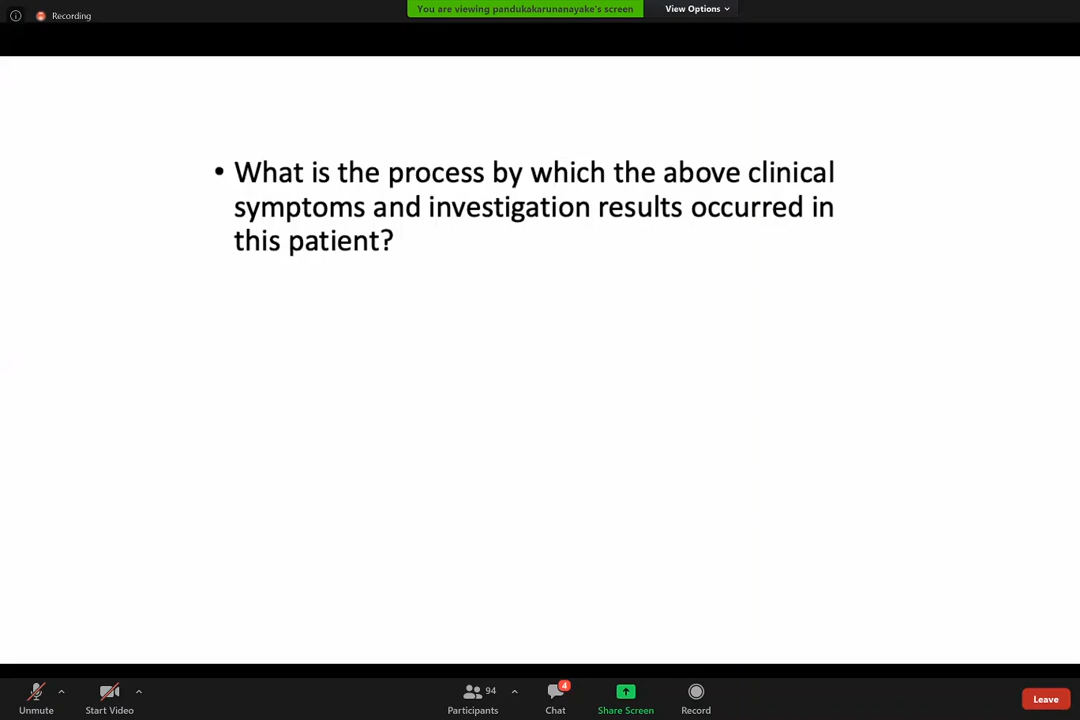 Recording
You are viewing pandukakarunanayake's screen
View Options
• What is the process by which the above clinical
symptoms and investigation results occurred in
this patient?
Unmute
Start Video
94
Participants
4
Chat
Share Screen
Record
Leave